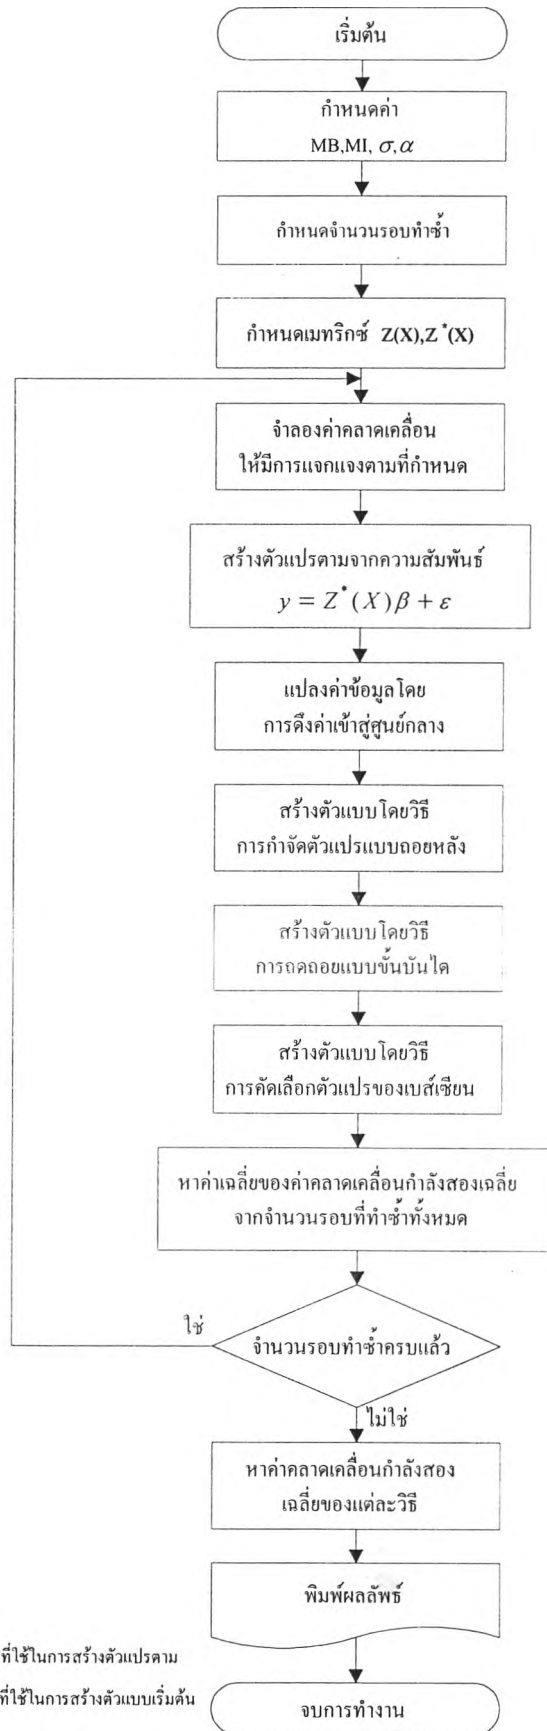 เริ่มต้น
กำหนดค่า
MB,MI, σ,α
กำหนดจำนวนรอบทำซ้ำ
กำหนดเมทริกซ์ Z(X),Z*(X)
จำลองค่าคลาดเคลื่อน
ให้มีการแจกแจงตามที่กำหนด
สร้างตัวแปรตามจากความสัมพันธ์
y = Z*(X)β + ε
แปลงค่าข้อมูลโดย
การดึงค่าเข้าสู่ศูนย์กลาง
สร้างตัวแบบโดยวิธี
การกำจัดตัวแปรแบบถอยหลัง
สร้างตัวแบบโดยวิธี
การถดถอยแบบขั้นบันได
สร้างตัวแบบโดยวิธี
การคัดเลือกตัวแปรของเบส์เซียน
หาค่าเฉลี่ยของค่าคลาดเคลื่อนกำลังสองเฉลี่ย
จากจำนวนรอบที่ทำซ้ำทั้งหมด
ใช่
จำนวนรอบทำซ้ำครบแล้ว
ไม่ใช่
หาค่าคลาดเคลื่อนกำลังสอง
เฉลี่ยของแต่ละวิธี
พิมพ์ผลลัพธ์
ที่ใช้ในการสร้างตัวแปรตาม
ที่ใช้ในการสร้างตัวแบบเริ่มต้น
จบการทำงาน